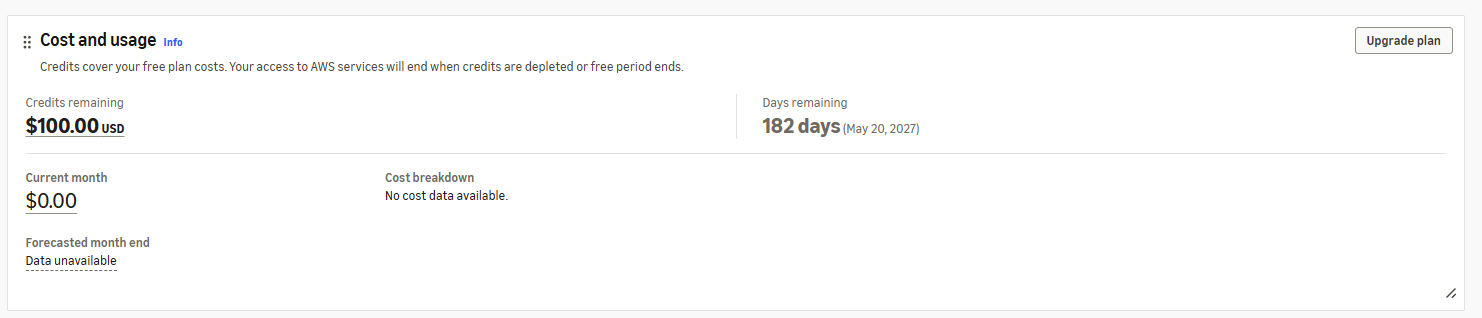 Cost and usage Info
Upgrade plan
Credits cover your free plan costs. Your access to AWS services will end when credits are depleted or free period ends.
Credits remaining
$100.00 USD
Days remaining
182 days (May 20, 2027)
Current month
$0.00
Cost breakdown
No cost data available.
Forecasted month end
Data unavailable